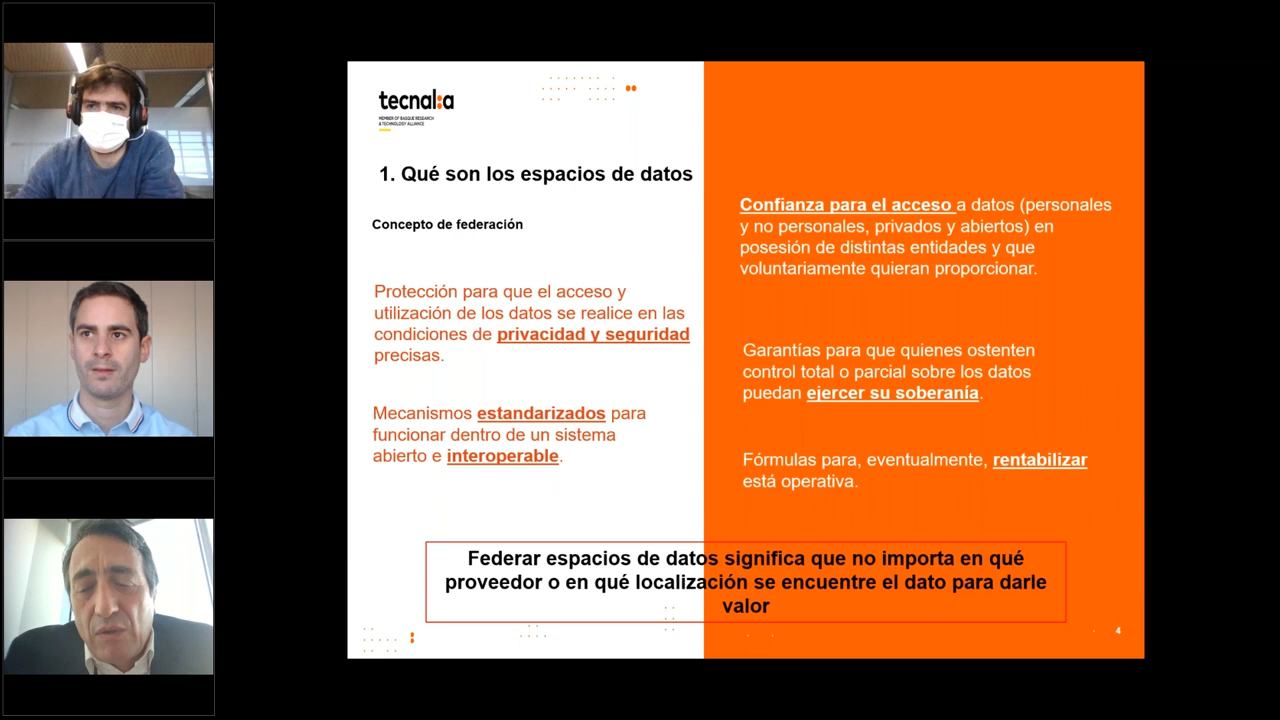 tecnal:a
MEMBER OF BASQUE RESEARCH
& TECHNOLOGY ALLIANCE
1. Qué son los espacios de datos
Concepto de federación
Protección para que el acceso y
utilización de los datos se realice en las
condiciones de privacidad y seguridad
precisas.
Mecanismos estandarizados para
funcionar dentro de un sistema
abierto e interoperable.
Confianza para el acceso a datos (personales
y no personales, privados y abiertos) en
posesión de distintas entidades y que
voluntariamente quieran proporcionar.
Garantías para que quienes ostenten
control total o parcial sobre los datos
puedan ejercer su soberanía.
Fórmulas para, eventualmente, rentabilizar
está operativa.
Federar espacios de datos significa que no importa en qué
proveedor o en qué localización se encuentre el dato para darle
valor
4